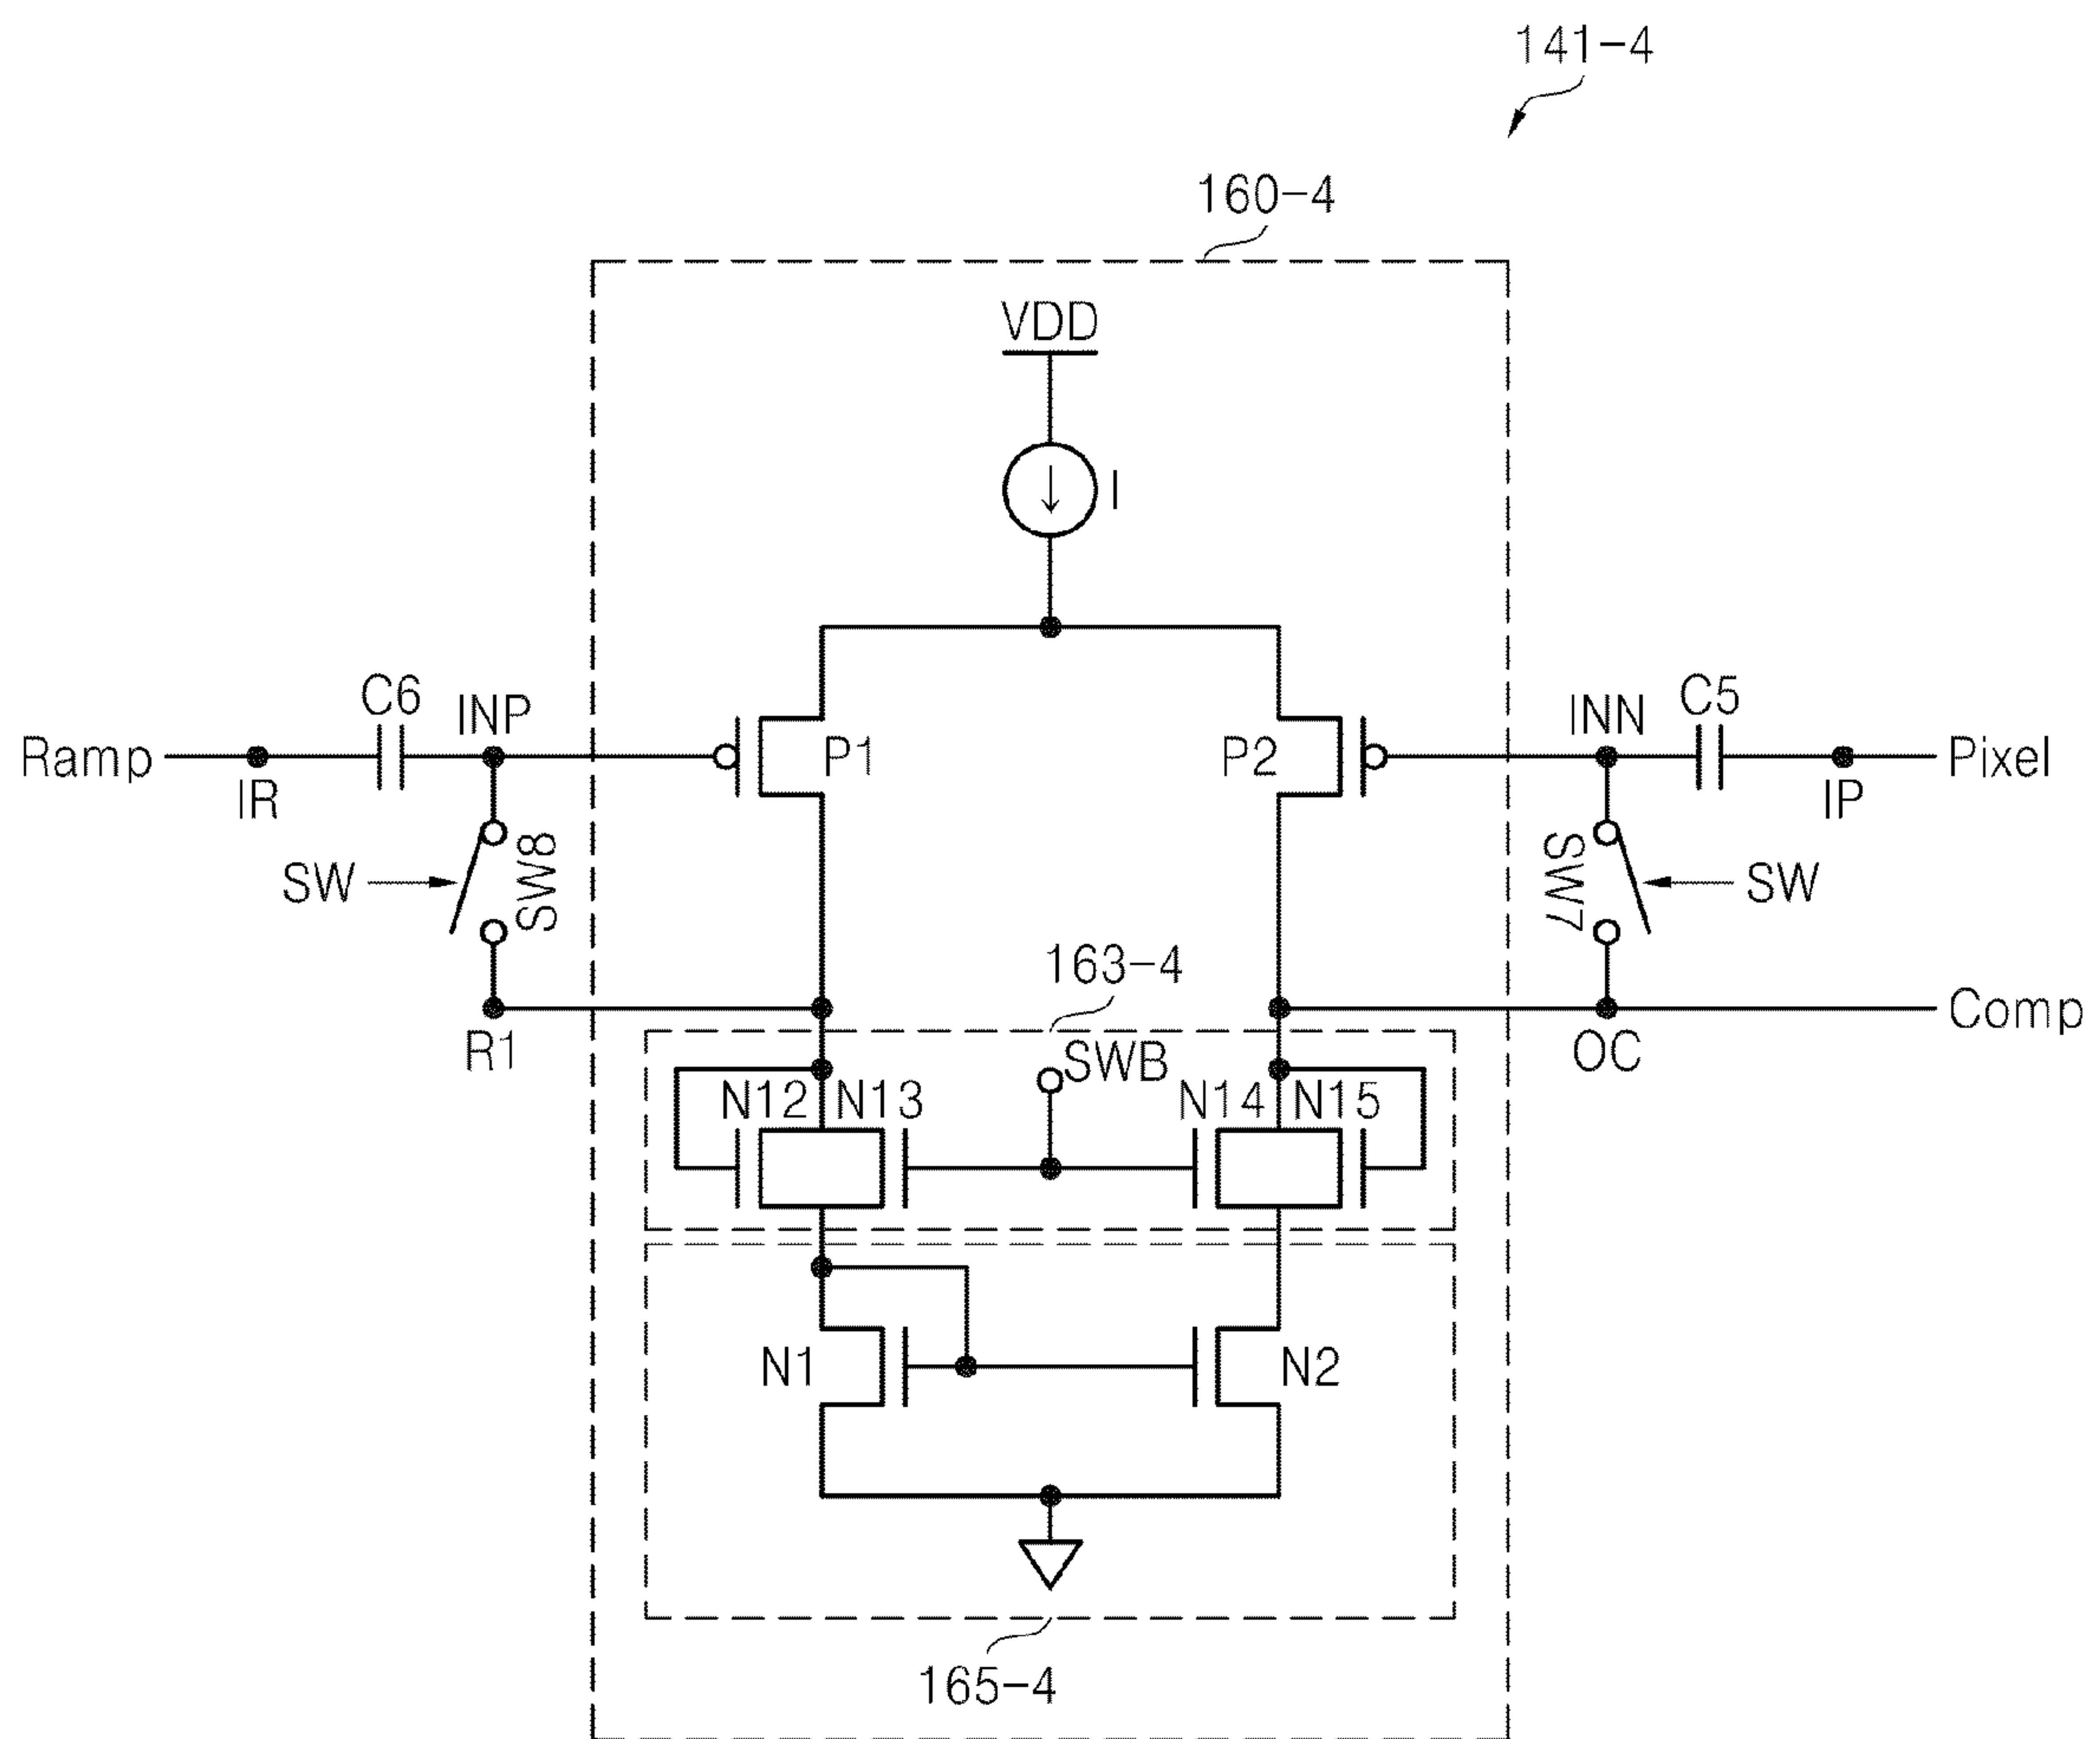 141-4
160-4
VDD
I
C6
INP
INN
C5
Ramp
P1
P2
Pixel
IR
IP
SW
SW8
SW7
SW
163-4
R1
SWB
OC
Comp
N12
N13
N14
N15
N1
N2
165-4